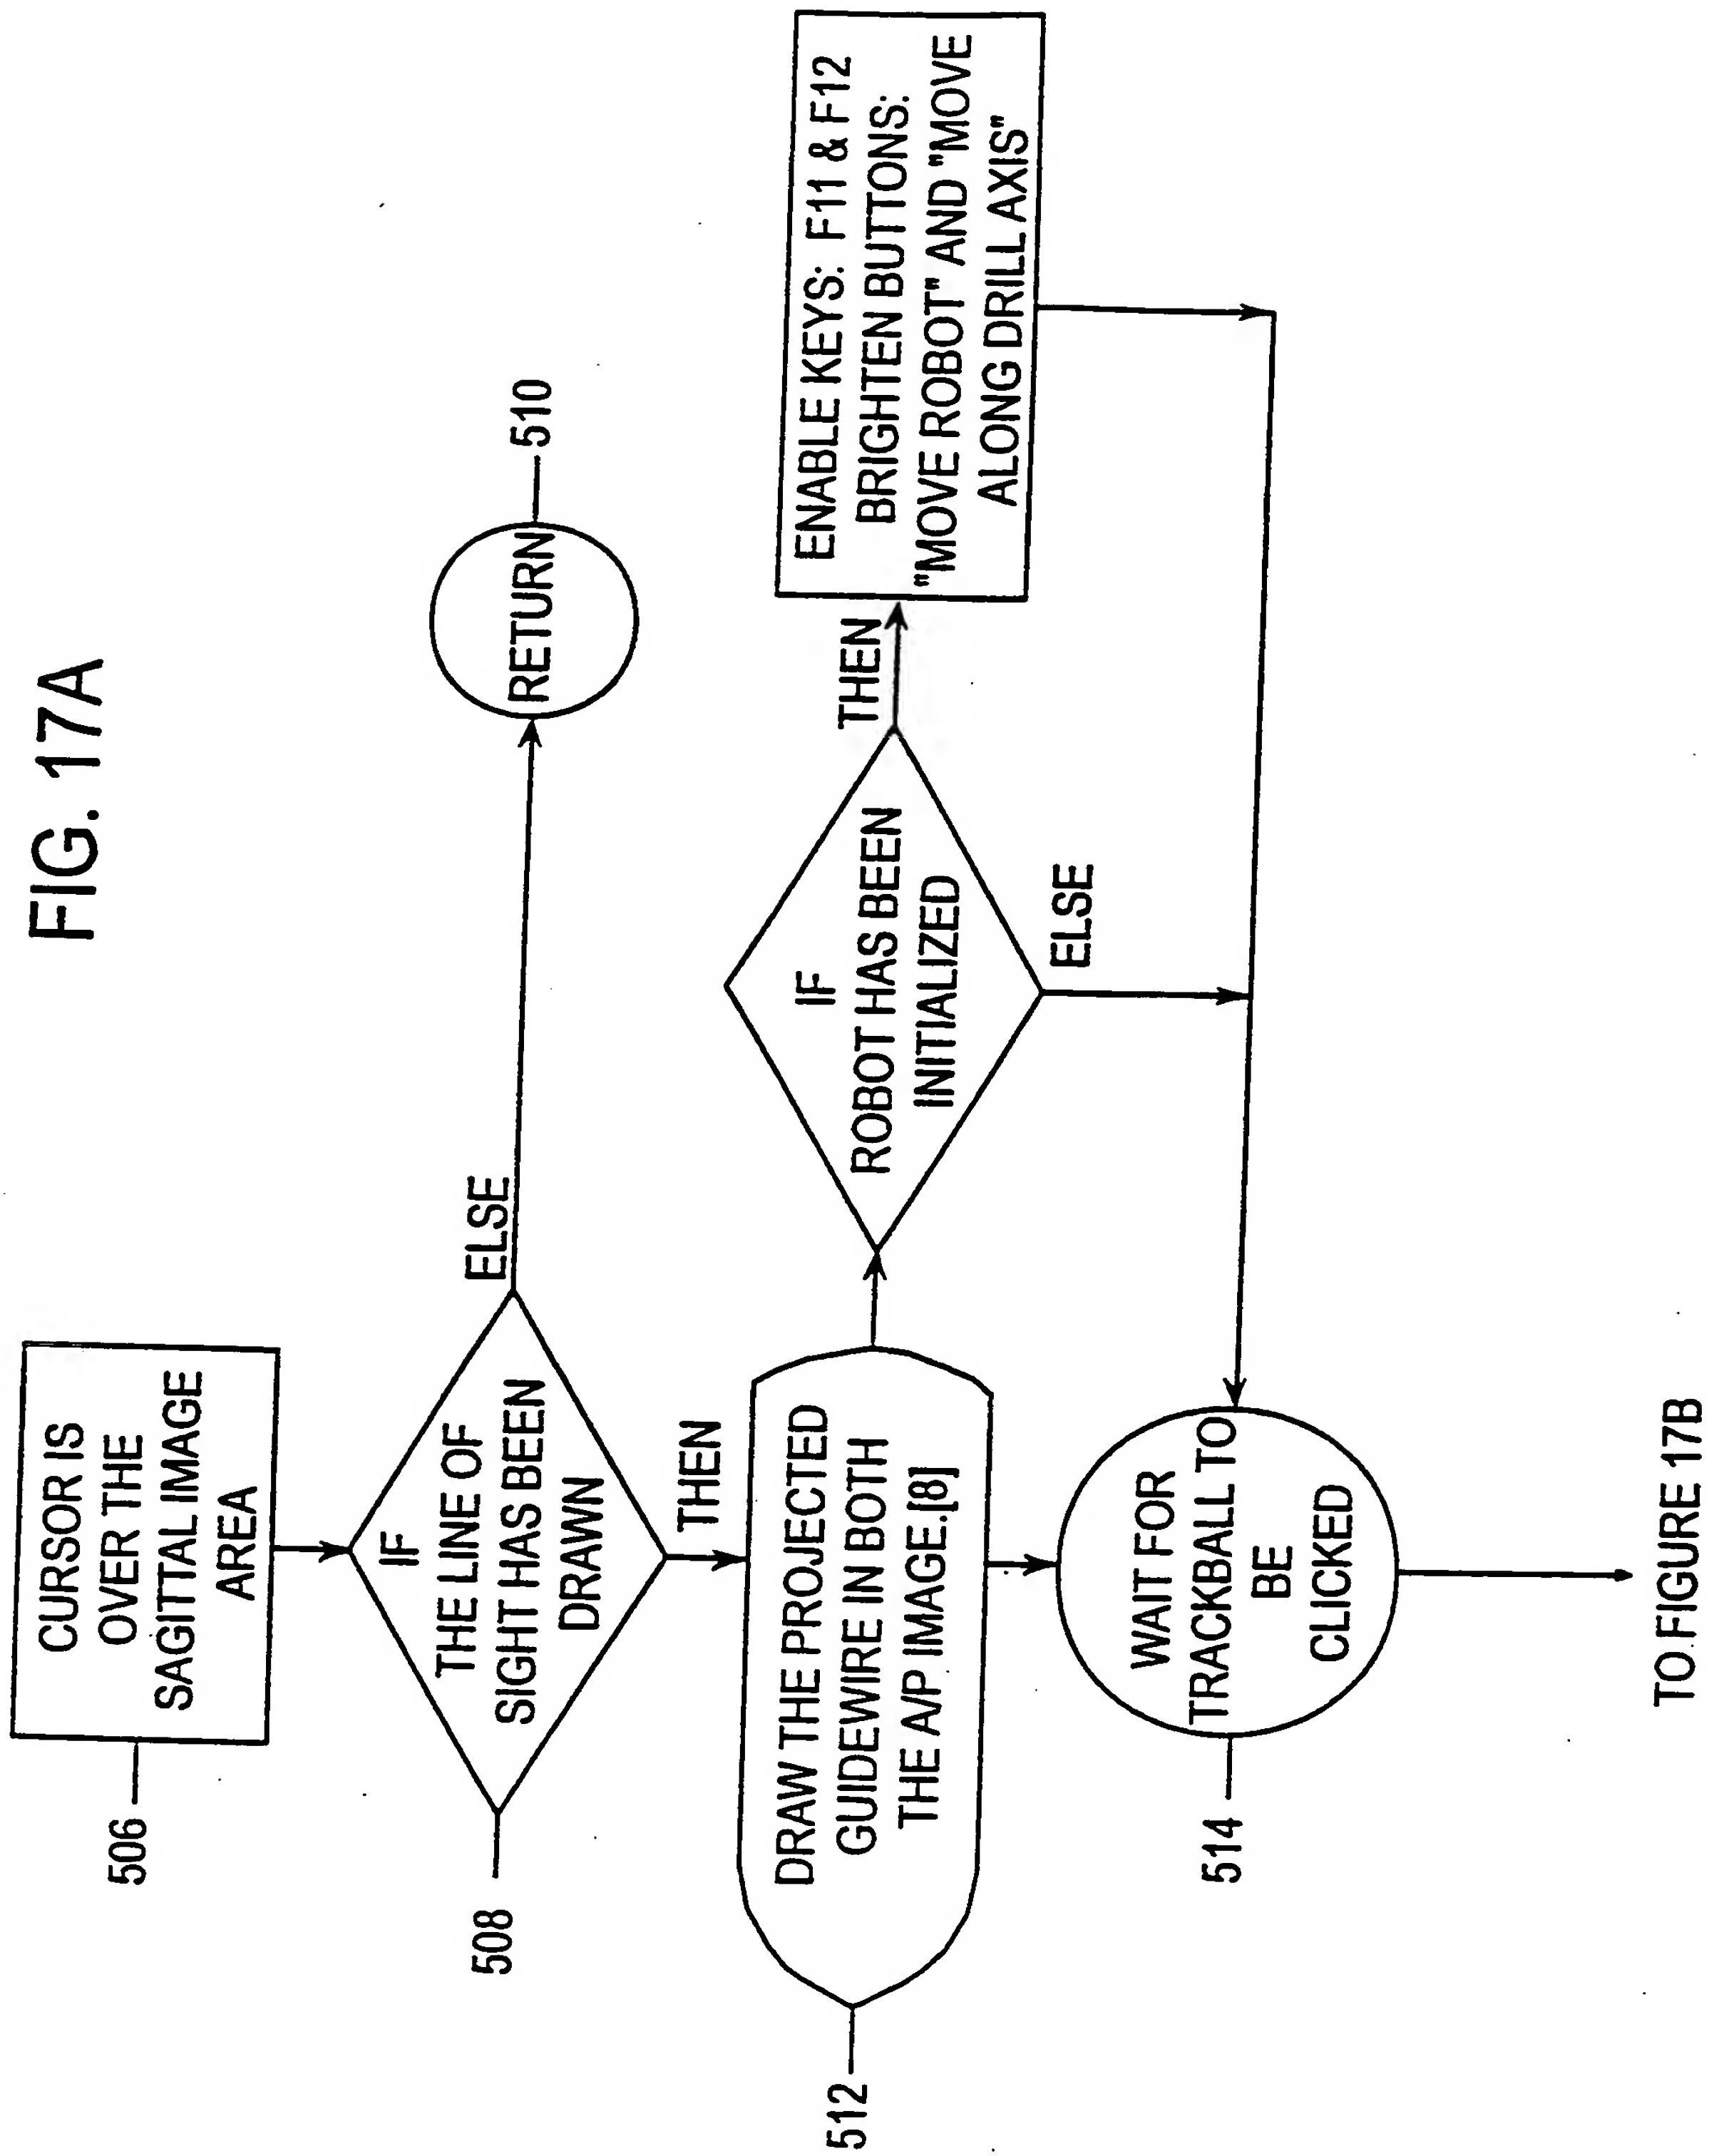 FIG. 17A
CURSOR IS
OVER THE
SAGITTAL IMAGE
AREA
506
IF
THE LINE OF
SIGHT HAS BEEN
DRAWN
508
ELSE
RETURN
510
THEN
DRAW THE PROJECTED
GUIDEWIRE IN BOTH
THE A/P IMAGE.[8]
512
IF
ROBOT HAS BEEN
INITIALIZED
THEN
ENABLE KEYS: F11 & F12
BRIGHTEN BUTTONS:
"MOVE ROBOT" AND "MOVE
ALONG DRILL AXIS"
ELSE
WAIT FOR
TRACKBALL TO
BE
CLICKED
514
TO FIGURE 17B